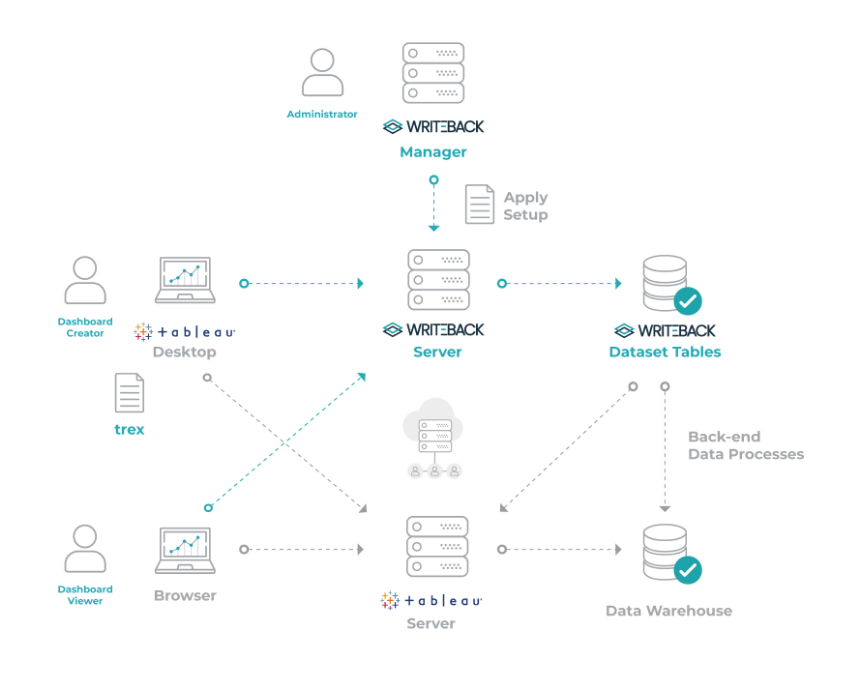 Administrator
WRITEBACK
Manager
Apply
Setup
Dashboard
Creator
+ableau
Desktop
WRITEBACK
Server
WRITEBACK
Dataset Tables
trex
Back-end
Data Processes
Dashboard
Viewer
Browser
+ableau
Server
Data Warehouse